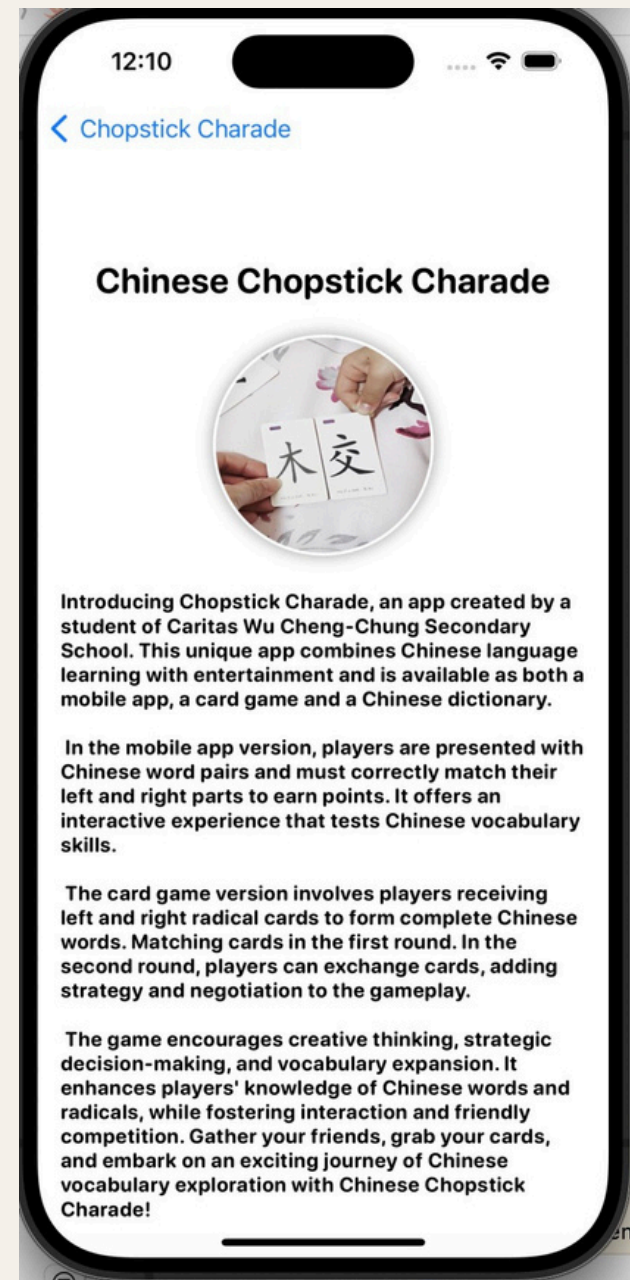 12:10
Chopstick Charade
Chinese Chopstick Charade
木 交
Introducing Chopstick Charade, an app created by a
student of Caritas Wu Cheng-Chung Secondary
School. This unique app combines Chinese language
learning with entertainment and is available as both a
mobile app, a card game and a Chinese dictionary.
In the mobile app version, players are presented with
Chinese word pairs and must correctly match their
left and right parts to earn points. It offers an
interactive experience that tests Chinese vocabulary
skills.
The card game version involves players receiving
left and right radical cards to form complete Chinese
words. Matching cards in the first round. In the
second round, players can exchange cards, adding
strategy and negotiation to the gameplay.
The game encourages creative thinking, strategic
decision-making, and vocabulary expansion. It
enhances players' knowledge of Chinese words and
radicals, while fostering interaction and friendly
competition. Gather your friends, grab your cards,
and embark on an exciting journey of Chinese
vocabulary exploration with Chinese Chopstick
Charade!